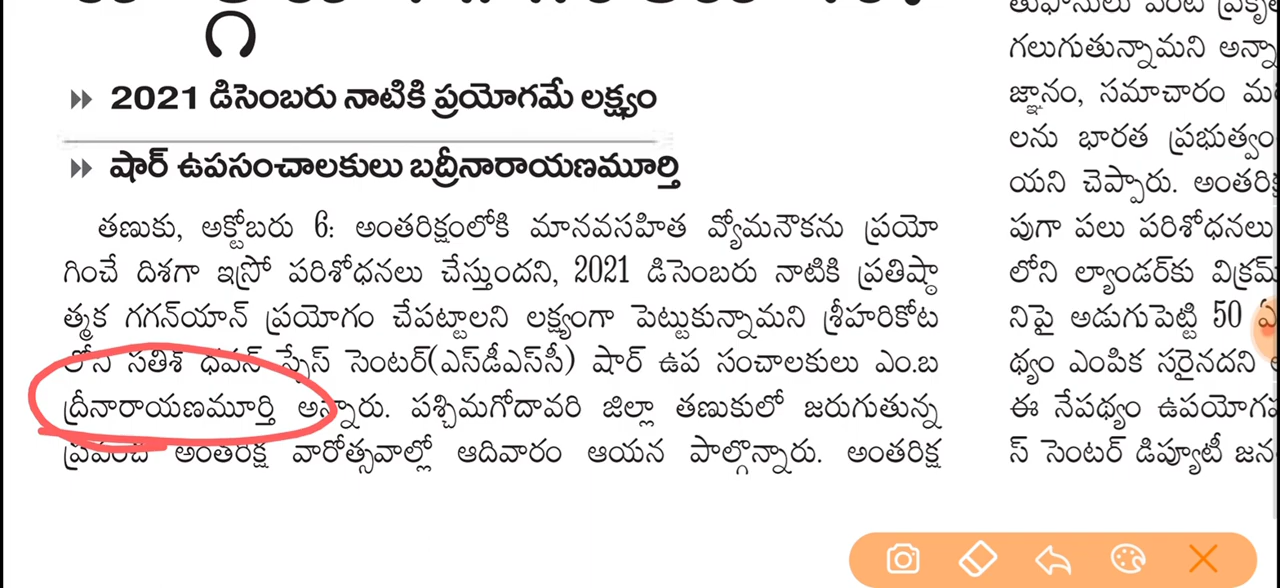 2021 డిసెంబరు నాటికి ప్రయోగమే లక్ష్యం
షార్ ఉపసంచాలకులు బద్రీనారాయణమూర్తి
తణుకు, అక్టోబరు 6: అంతరిక్షంలోకి మానవసహిత వ్యోమనౌకను ప్రయో
గించే దిశగా ఇస్రో పరిశోధనలు చేస్తుందని, 2021 డిసెంబరు నాటికి ప్రతిష్ఠా
త్మక గగన్‌యాన్ ప్రయోగం చేపట్టాలని లక్ష్యంగా పెట్టుకున్నామని శ్రీహరికోట
లోని సతీశ్ ధవన్ స్పేస్ సెంటర్(ఎస్‌డీఎస్‌సీ) షార్ ఉప సంచాలకులు ఎం.బ
ద్రీనారాయణమూర్తి అన్నారు. పశ్చిమగోదావరి జిల్లా తణుకులో జరుగుతున్న
ప్రపంచ అంతరిక్ష వారోత్సవాల్లో ఆదివారం ఆయన పాల్గొన్నారు. అంతరిక్ష
తుఫానులు వంటి
గలుగుతున్నామని
జ్ఞానం, సమాచారం
లను భారత ప్రభుత్వం
యని చెప్పారు.
పుగా పలు పరిశోధనలు
లోని ల్యాండర్‌కు
నిపై అడుగుపెట్టి 50
థ్యం ఎంపిక సరైనదని
ఈ నేపథ్యం
స్ సెంటర్ డిప్యూటీ